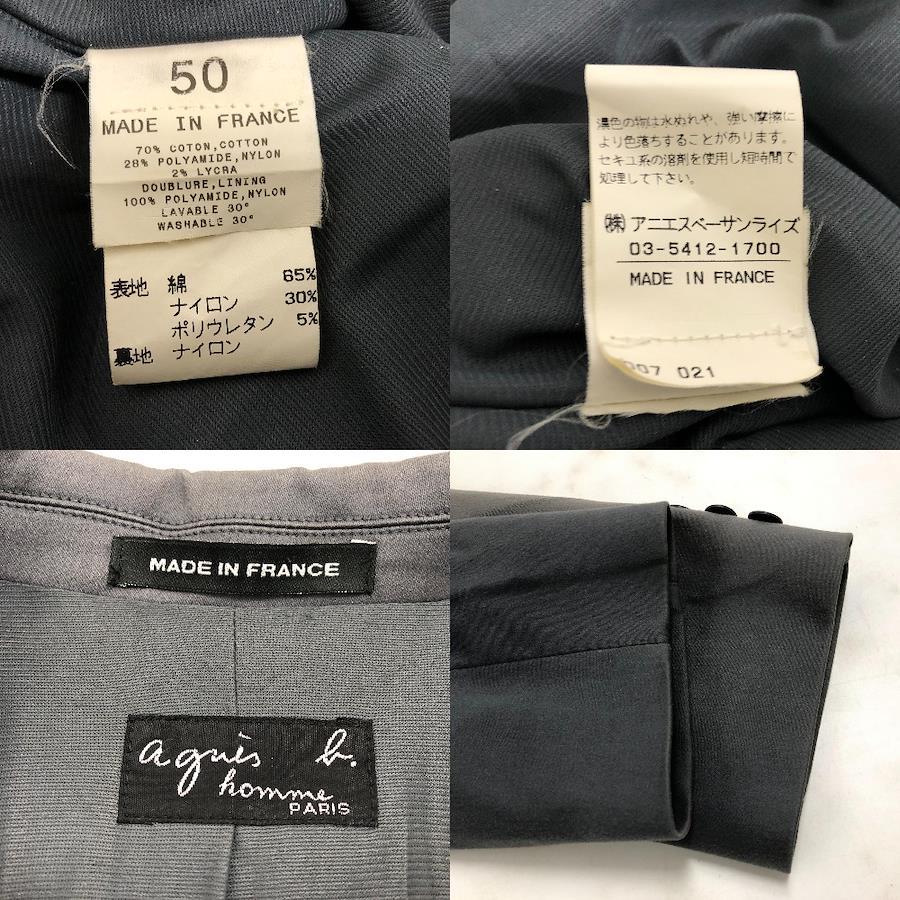 50
MADE IN FRANCE
70% COTON,COTTON
28% POLYAMIDE,NYLON
2% LYCRA
DOUBLURE,LINING
100% POLYAMIDE,NYLON
LAVABLE 30°
WASHABLE 30°
表地 綿 65%
ナイロン 30%
ポリウレタン 5%
裏地 ナイロン
濃色の物は水ぬれや、強い摩擦に
より色落ちすることがあります。
セキユ系の溶剤を使用し短時間で
処理して下さい。
㈱アニエスベーサンライズ
03-5412-1700
MADE IN FRANCE
007 021
MADE IN FRANCE
agnès b.
homme
PARIS